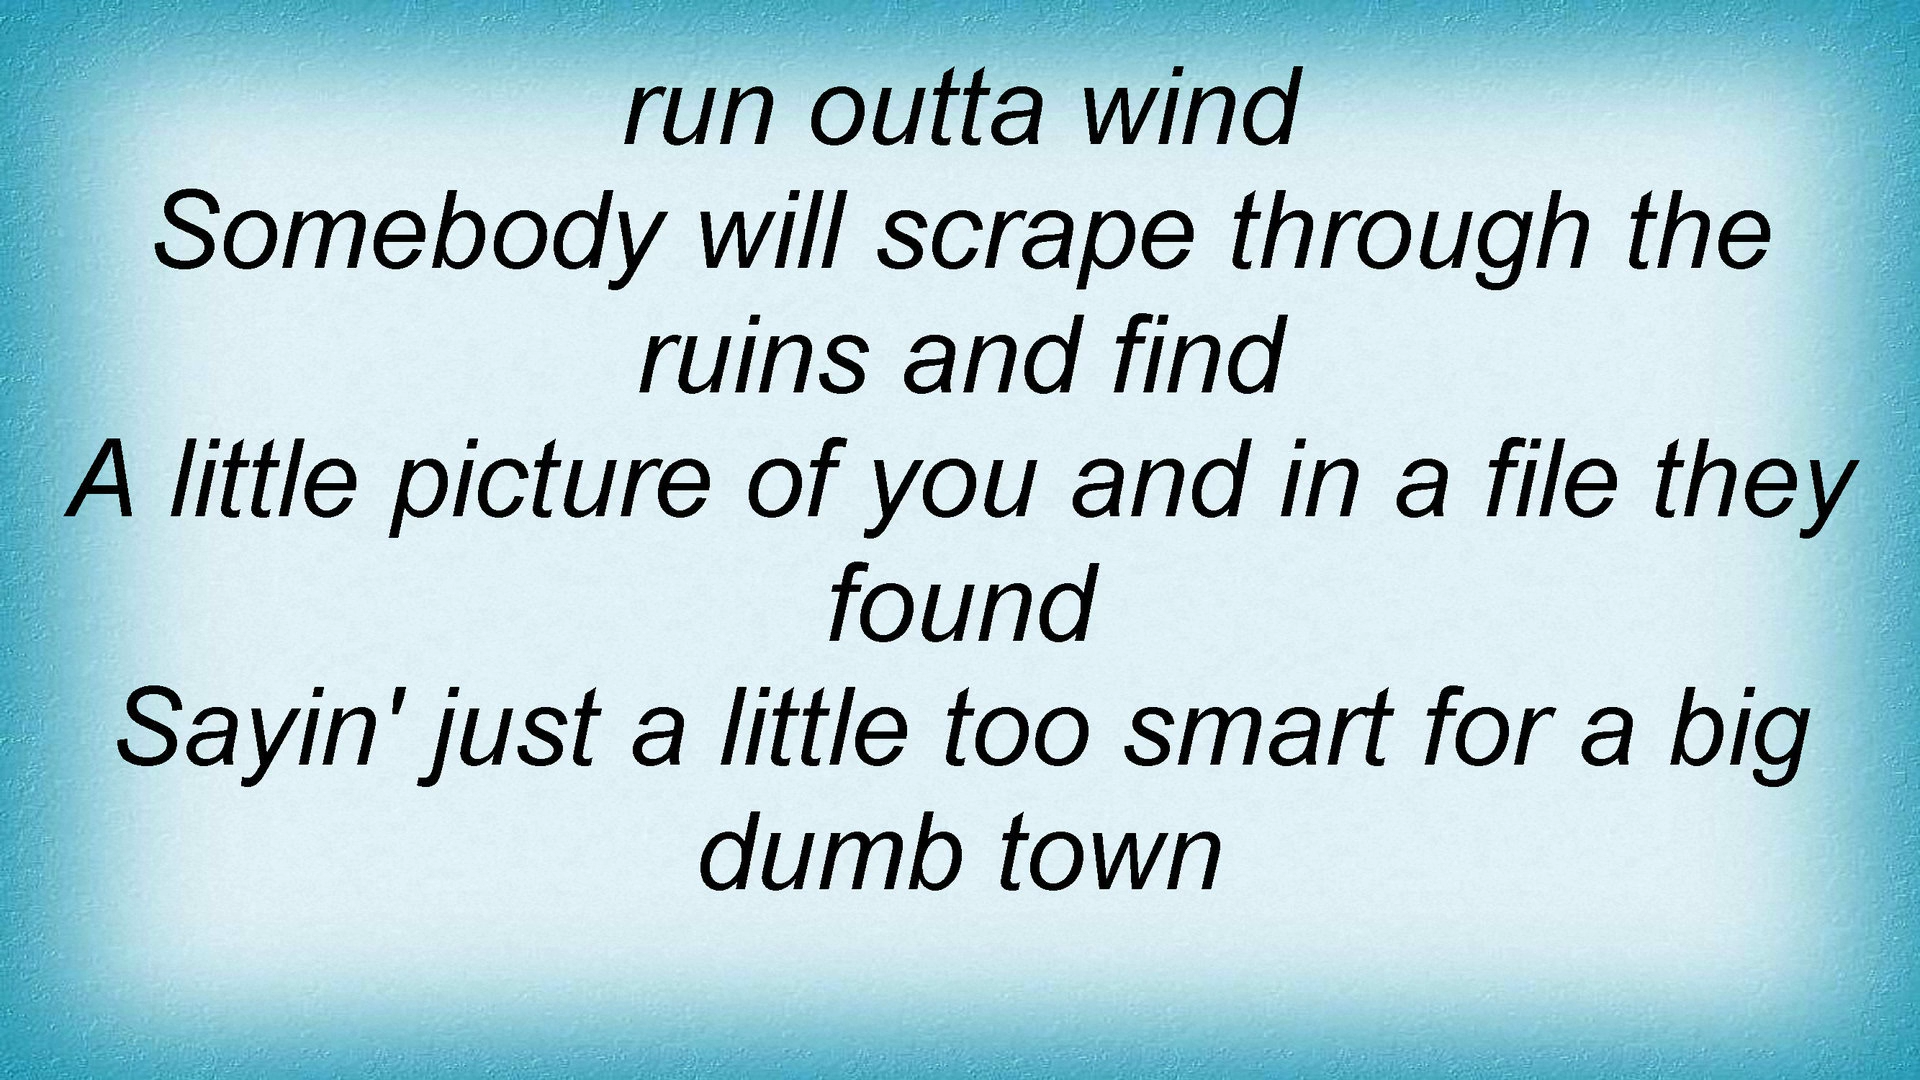 run outta wind
Somebody will scrape through the
ruins and find
A little picture of you and in a file they
found
Sayin' just a little too smart for a big
dumb town